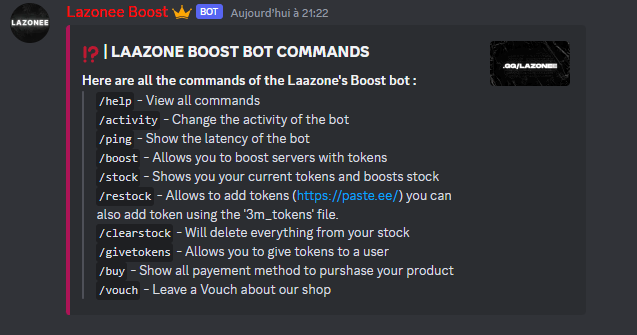 LAZONEE
Lazonee Boost BOT Aujourd'hui à 21:22
!? | LAAZONE BOOST BOT COMMANDS
.GG/LAZONEE
Here are all the commands of the Laazone's Boost bot :
/help - View all commands
/activity - Change the activity of the bot
/ping - Show the latency of the bot
/boost - Allows you to boost servers with tokens
/stock - Shows you your current tokens and boosts stock
/restock - Allows to add tokens (https://paste.ee/) you can
also add token using the '3m_tokens' file.
/clearstock - Will delete everything from your stock
/givetokens - Allows you to give tokens to a user
/buy - Show all payement method to purshase your product
/vouch - Leave a Vouch about our shop